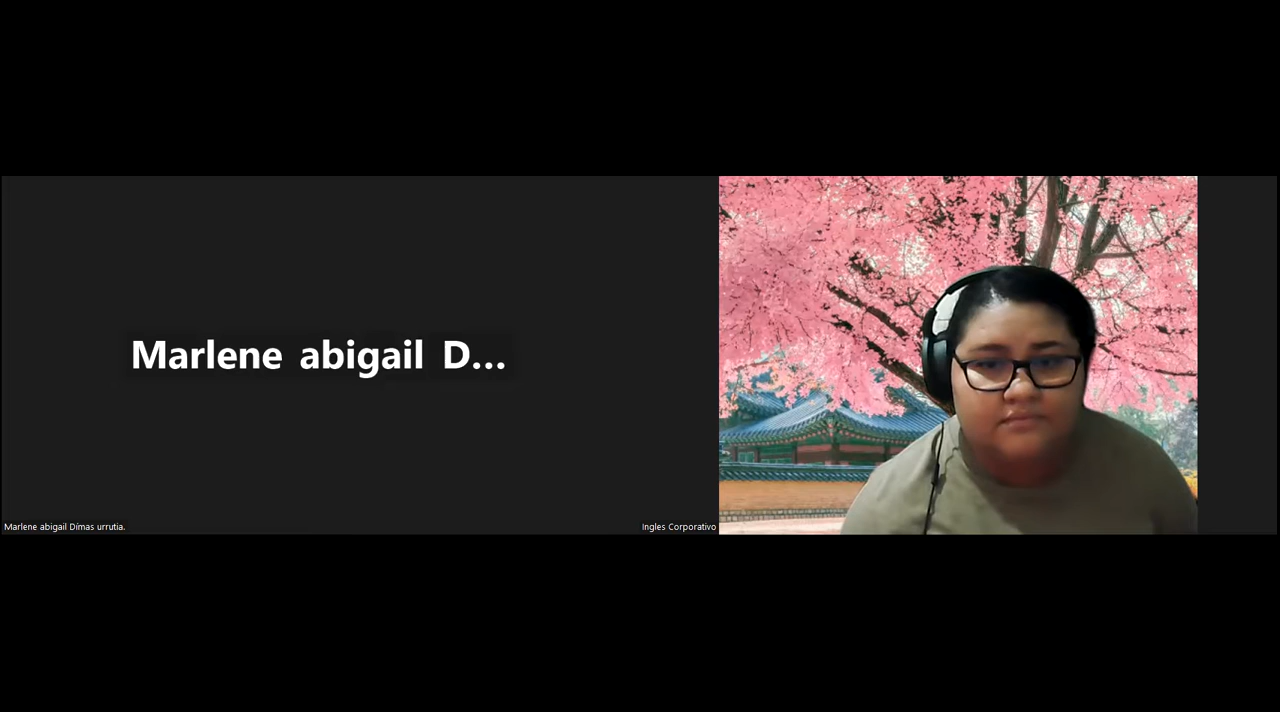 Marlene abigail D...
Marlene abigail Dímas urrutia.
Ingles Corporativo